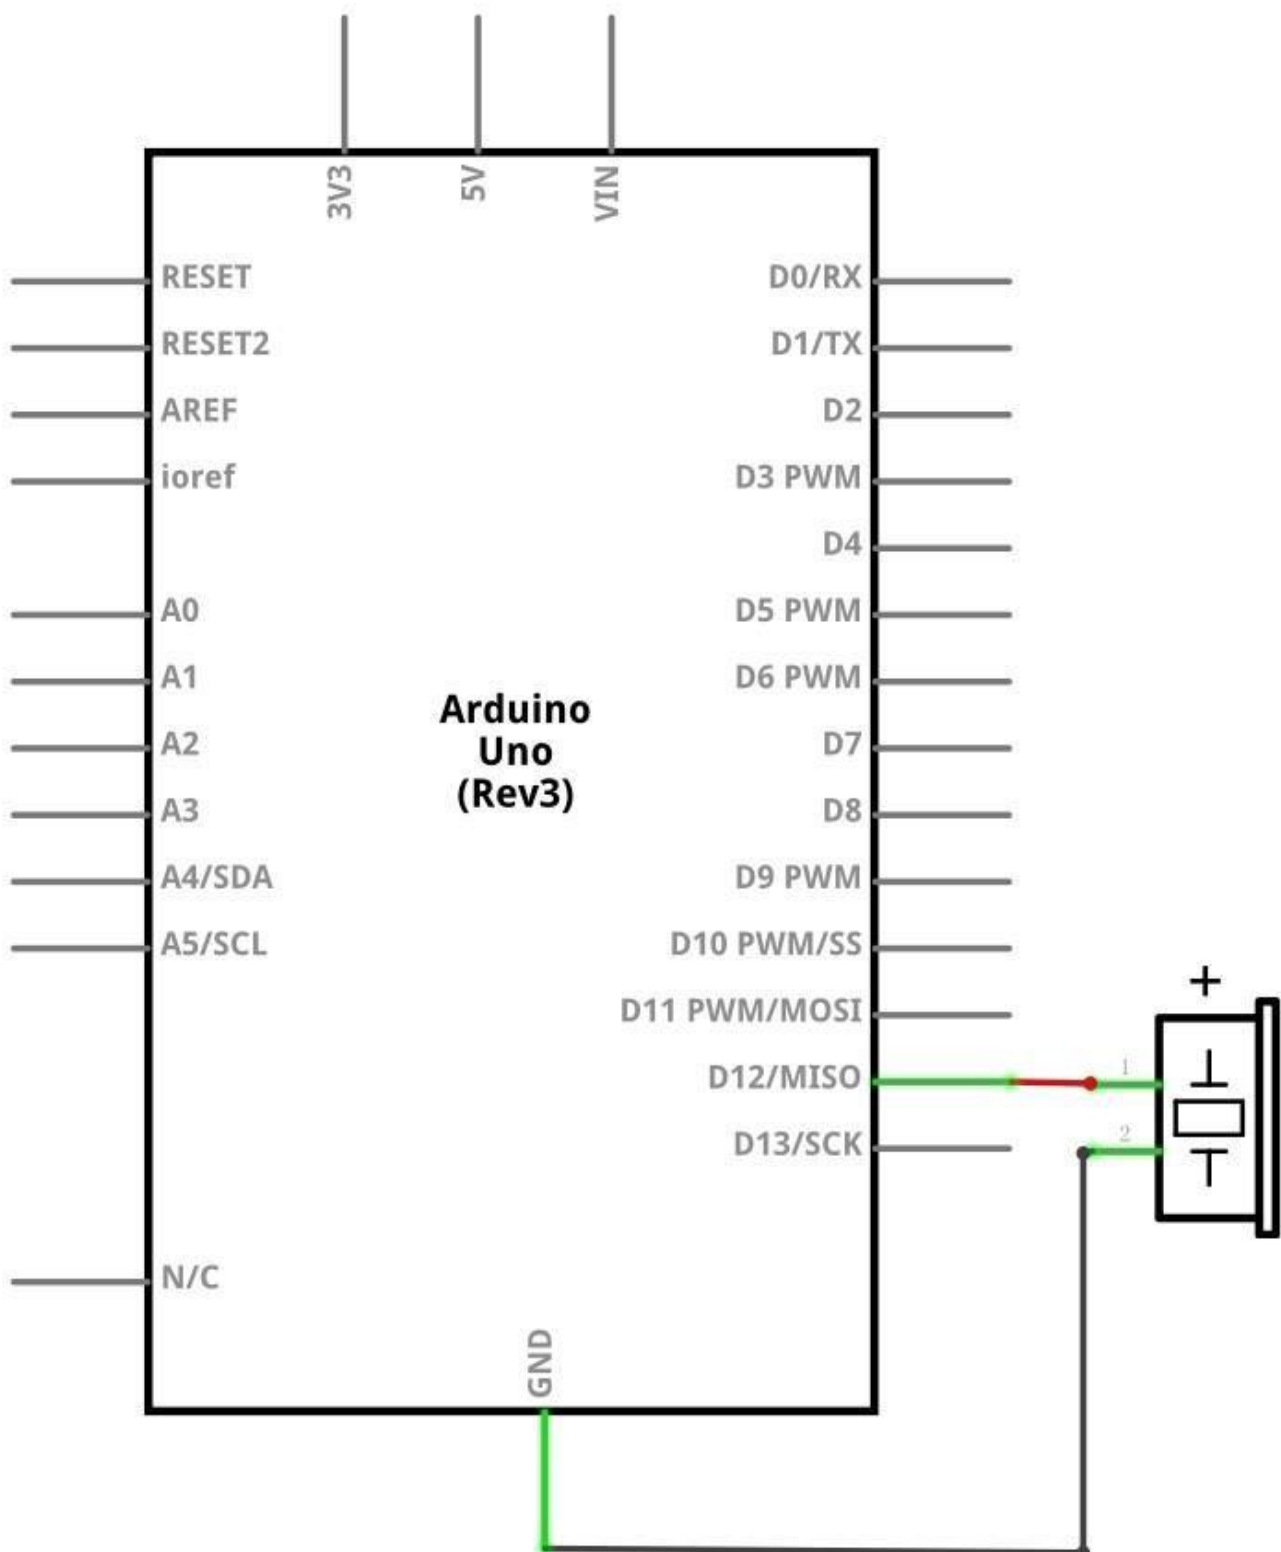 3V3
5V
VIN
RESET
D0/RX
RESET2
D1/TX
AREF
D2
ioref
D3 PWM
D4
A0
D5 PWM
A1
D6 PWM
Arduino
Uno
(Rev3)
A2
D7
A3
D8
A4/SDA
D9 PWM
A5/SCL
D10 PWM/SS
+
D11 PWM/MOSI
D12/MISO
1
D13/SCK
2
N/C
GND